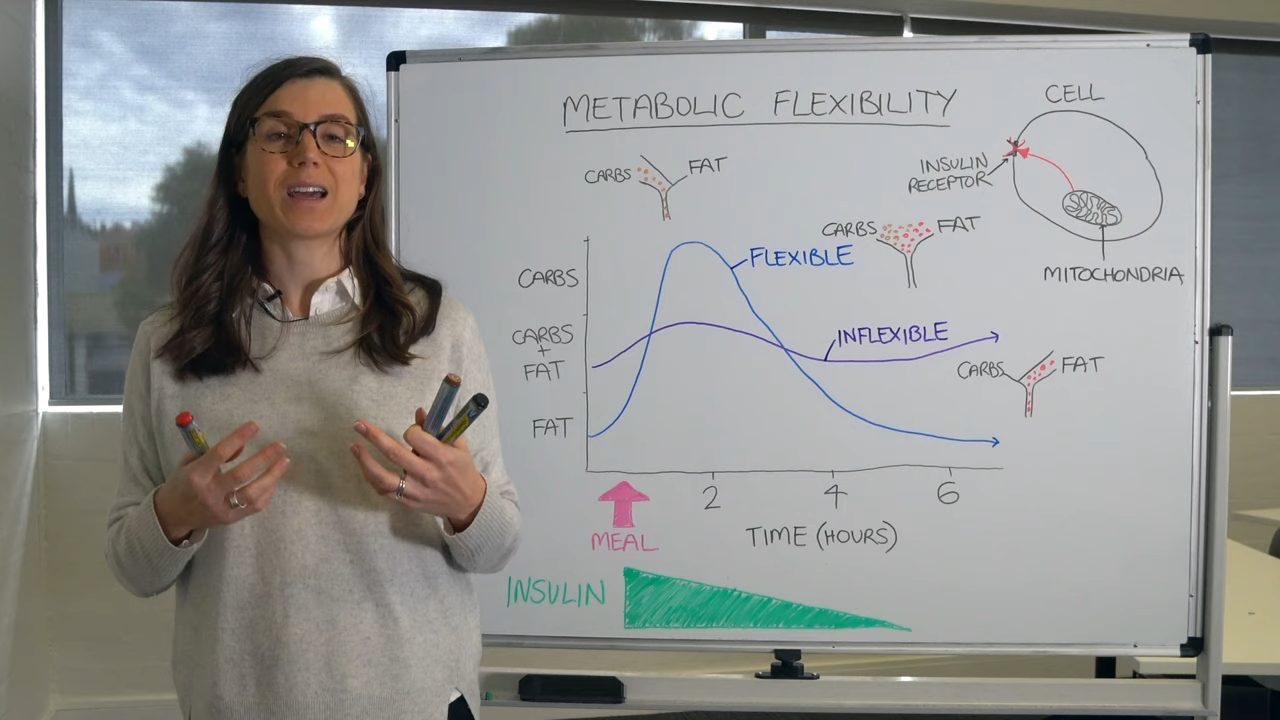 METABOLIC FLEXIBILITY
CELL
CARBS
FAT
INSULIN
RECEPTOR
CARBS
FAT
MITOCHONDRIA
CARBS
FLEXIBLE
CARBS
+
FAT
INFLEXIBLE
CARBS
FAT
FAT
2
4
6
TIME (HOURS)
MEAL
INSULIN